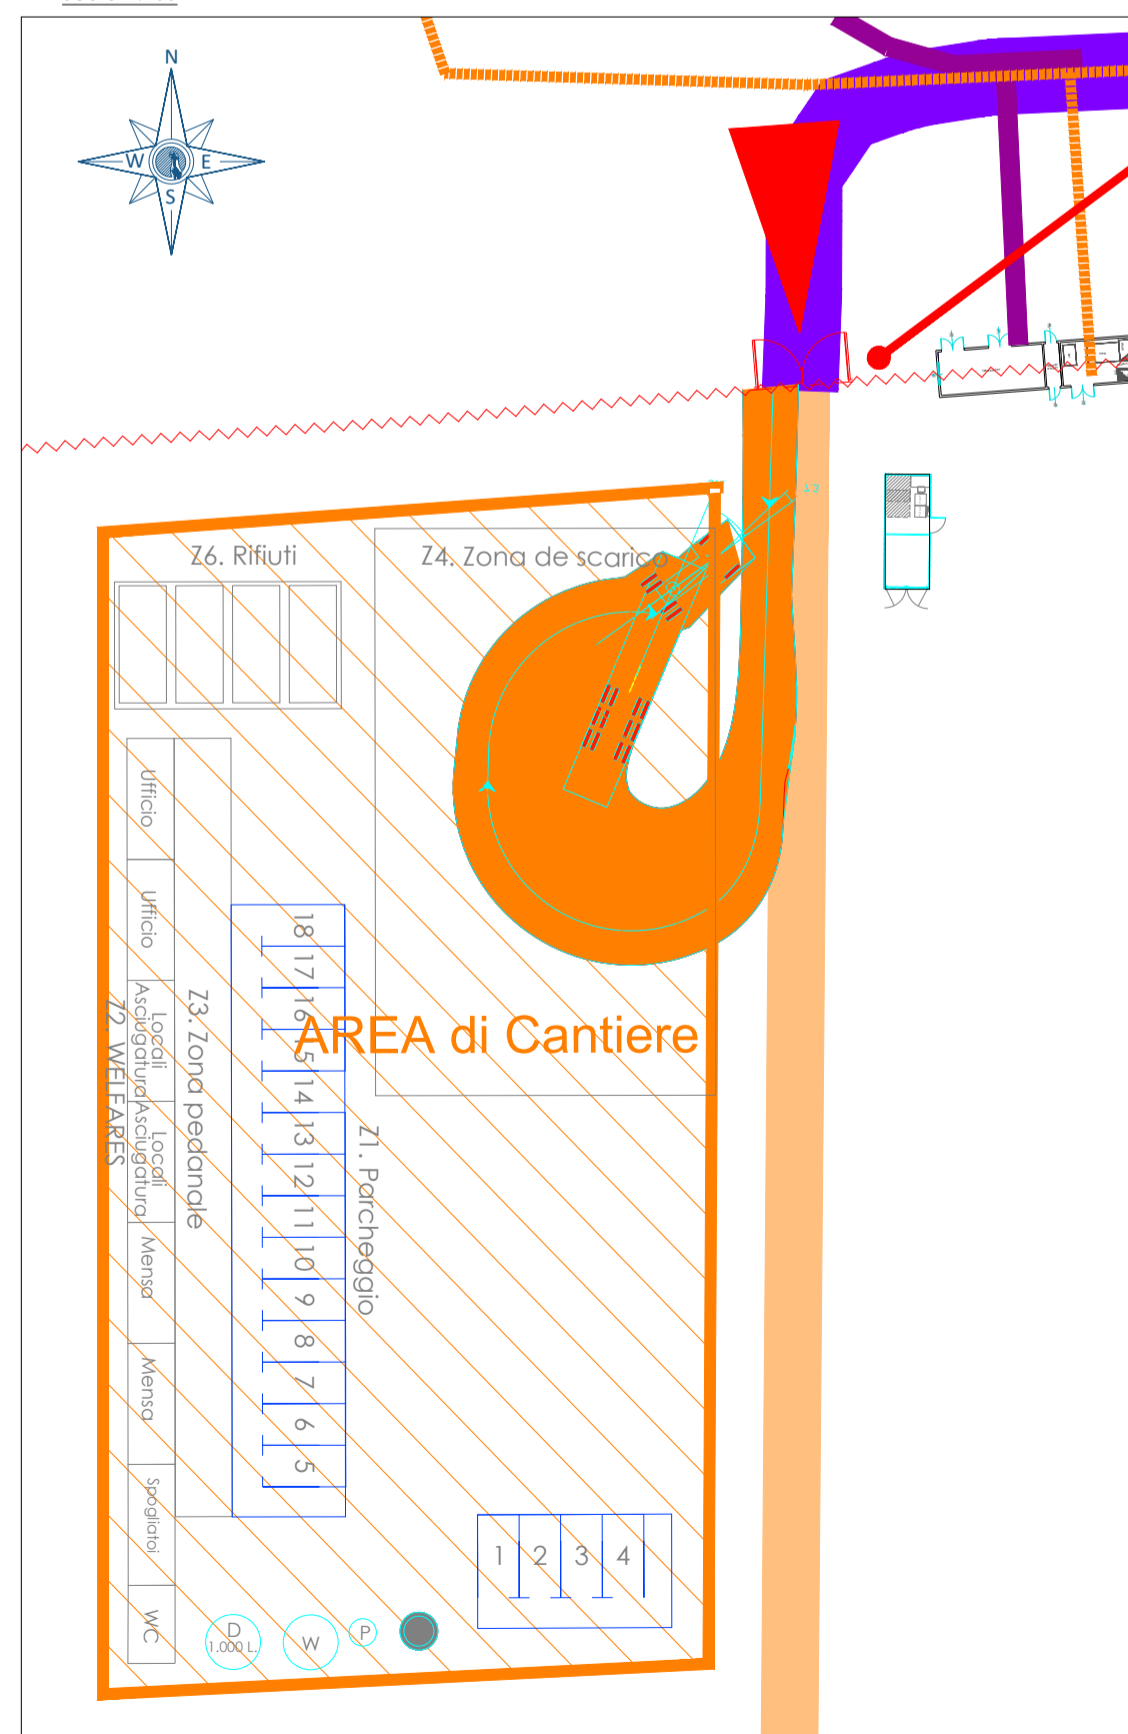 N
W E
S
Z6. Rifiuti
Z4. Zona de scarico
Ufficio
Ufficio
Locali
Asciugatura
Locali
Asciugatura
Mensa
Mensa
Spogliatoi
WC
Z2. WELFARES
Z3. Zona pedanale
18
17
16
15
14
13
12
11
10
9
8
7
6
5
Z1. Parcheggio
AREA di Cantiere
1 2 3 4
D
1.000 L.
W
P